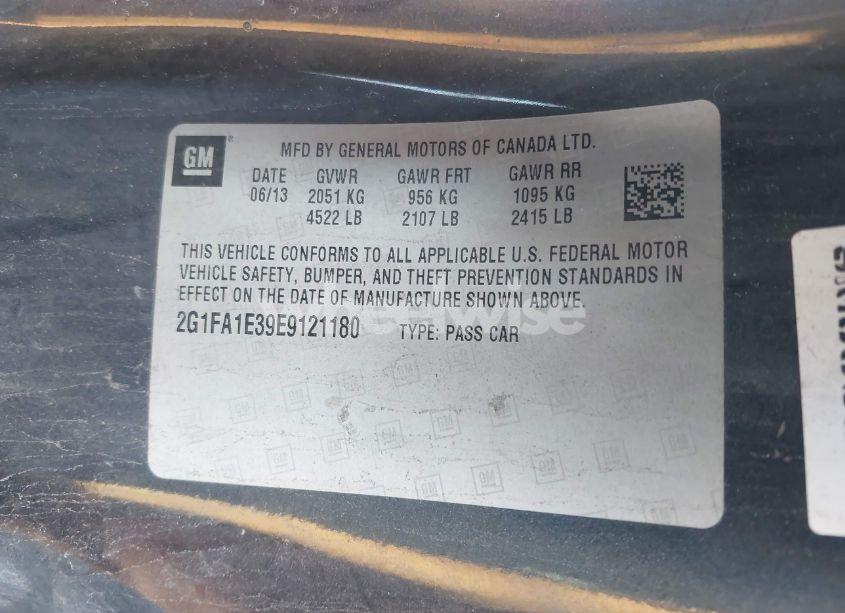 GM
MFD BY GENERAL MOTORS OF CANADA LTD.
DATE GVWR GAWR FRT GAWR RR
06/13 2051 KG 956 KG 1095 KG
4522 LB 2107 LB 2415 LB
THIS VEHICLE CONFORMS TO ALL APPLICABLE U.S. FEDERAL MOTOR
VEHICLE SAFETY, BUMPER, AND THEFT PREVENTION STANDARDS IN
EFFECT ON THE DATE OF MANUFACTURE SHOWN ABOVE.
2G1FA1E39E9121180 TYPE: PASS CAR